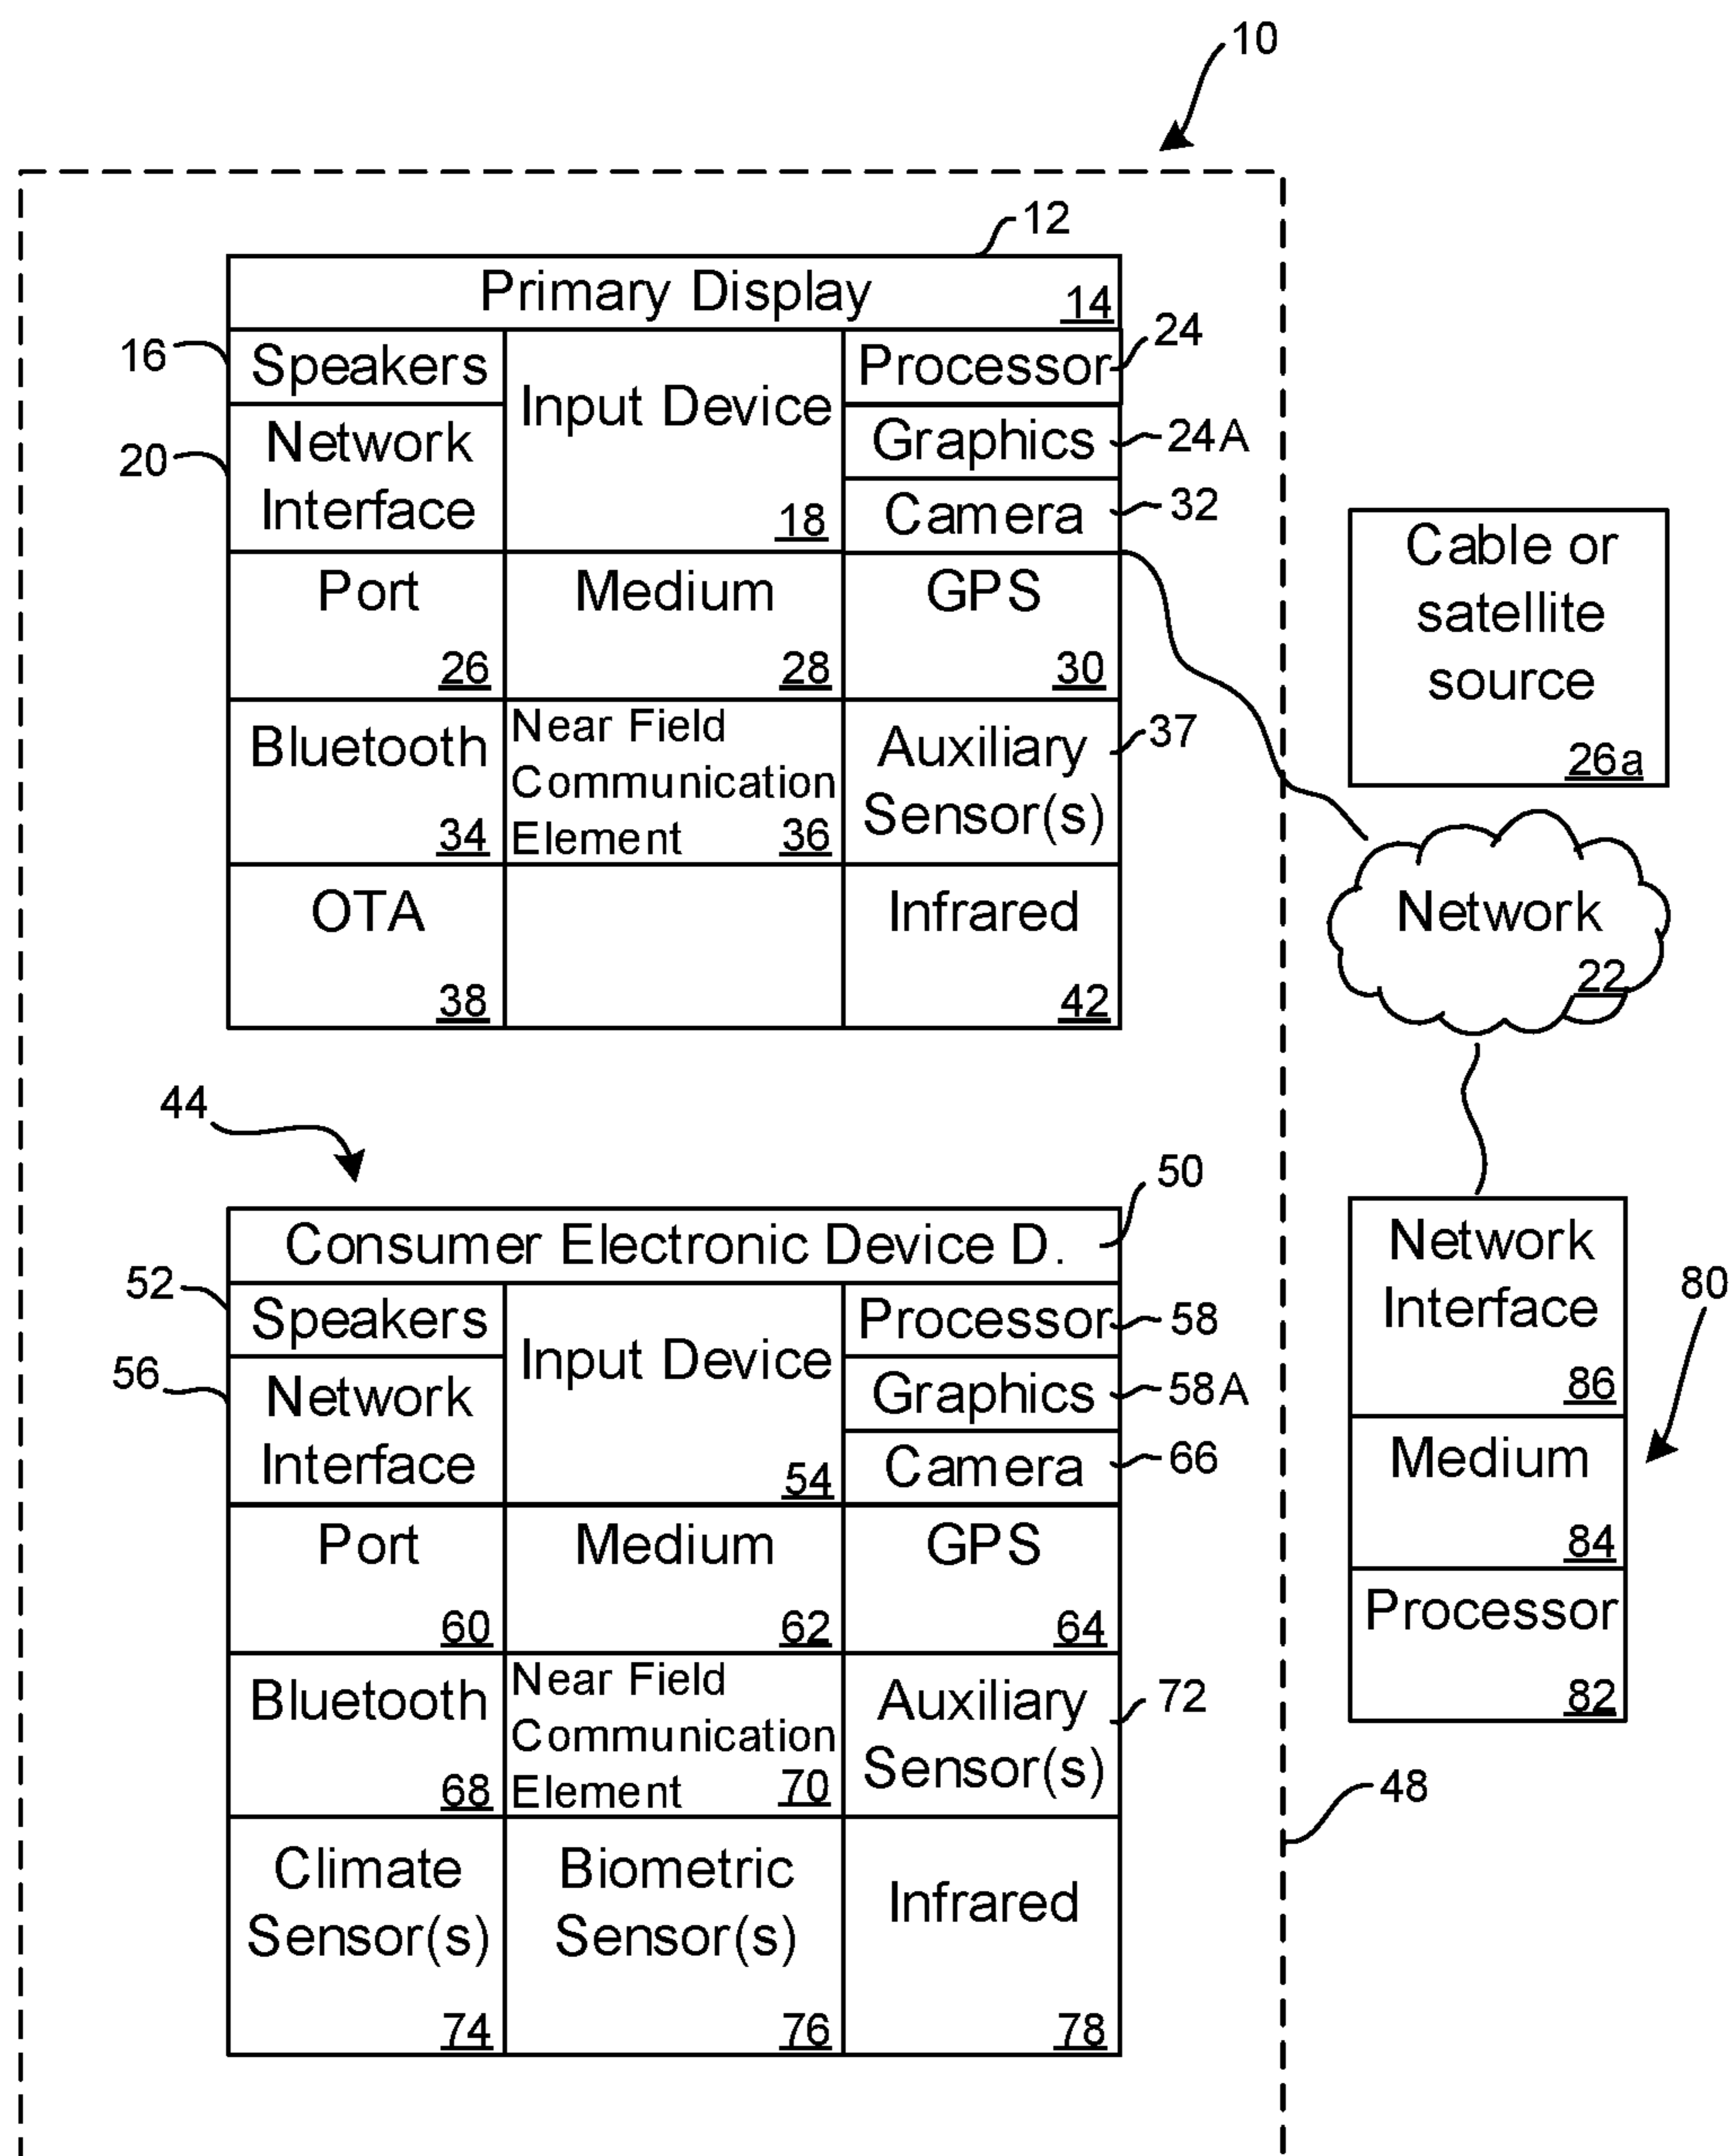 10
12
Primary Display
14
16
Speakers
Input Device
18
Processor
24
20
Network
Interface
Graphics
24A
Camera
32
Port
26
Medium
28
GPS
30
Bluetooth
34
Near Field
Communication
Element
36
Auxiliary
Sensor(s)
37
OTA
38
Infrared
42
Cable or
satellite
source
26a
Network
22
44
50
Consumer Electronic Device D.
52
Speakers
Input Device
54
Processor
58
56
Network
Interface
Graphics
58A
Camera
66
Port
60
Medium
62
GPS
64
Bluetooth
68
Near Field
Communication
Element
70
Auxiliary
Sensor(s)
72
Climate
Sensor(s)
74
Biometric
Sensor(s)
76
Infrared
78
Network
Interface
86
80
Medium
84
Processor
82
48